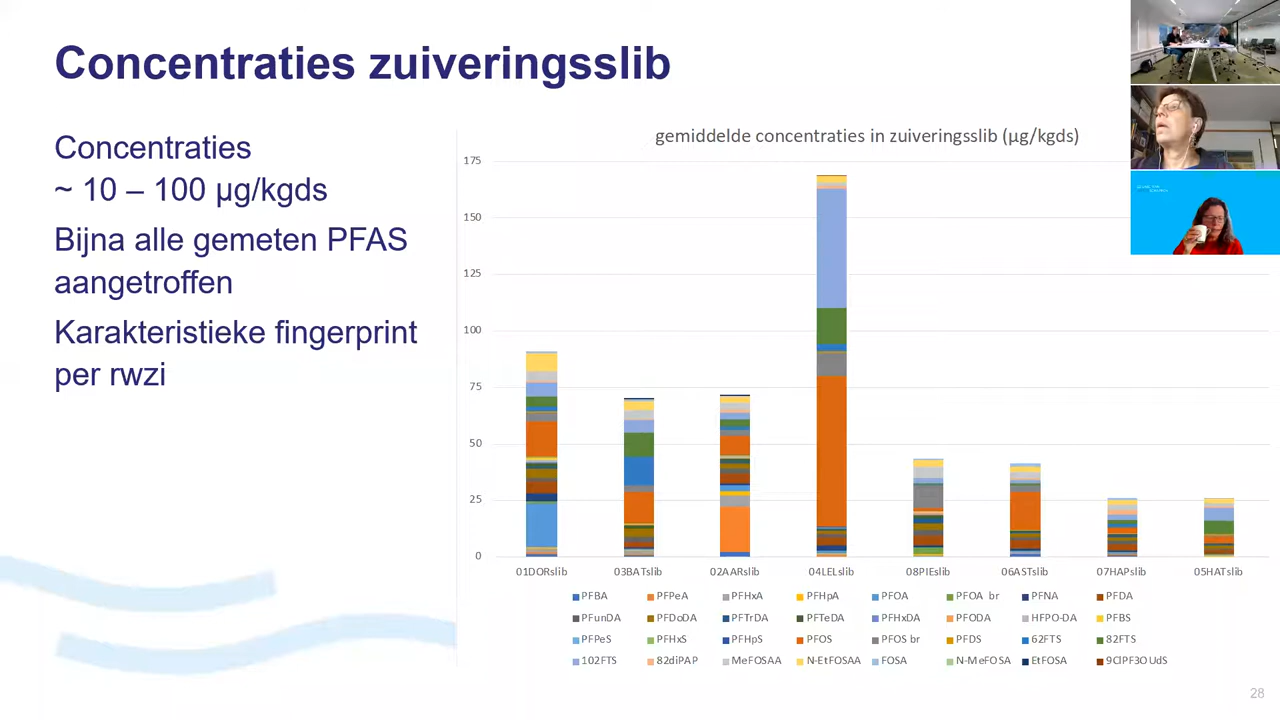 Concentraties zuiveringsslib
Concentraties
~ 10 – 100 µg/kgds
Bijna alle gemeten PFAS
aangetroffen
Karakteristieke fingerprint
per rwzi
gemiddelde concentraties in zuiveringsslib (µg/kgds)
175
150
125
100
75
50
25
0
01DORslib 03BATslib 02AARslib 04LELslib 08PIEslib 06ASTslib 07HAPslib 05HATslib
PFBA PFPeA PFHxA PFHpA PFOA PFOA br PFNA PFDA
PFunDA PFDoDA PFTrDA PFTeDA PFHxDA PFODA HFPO-DA PFBS
PFPeS PFHxS PFHpS PFOS PFOS br PFDS 62FTS 82FTS
102FTS 82diPAP MeFOSAA N-EtFOSAA FOSA N-MeFOSA EtFOSA 9ClPF3OUdS
28